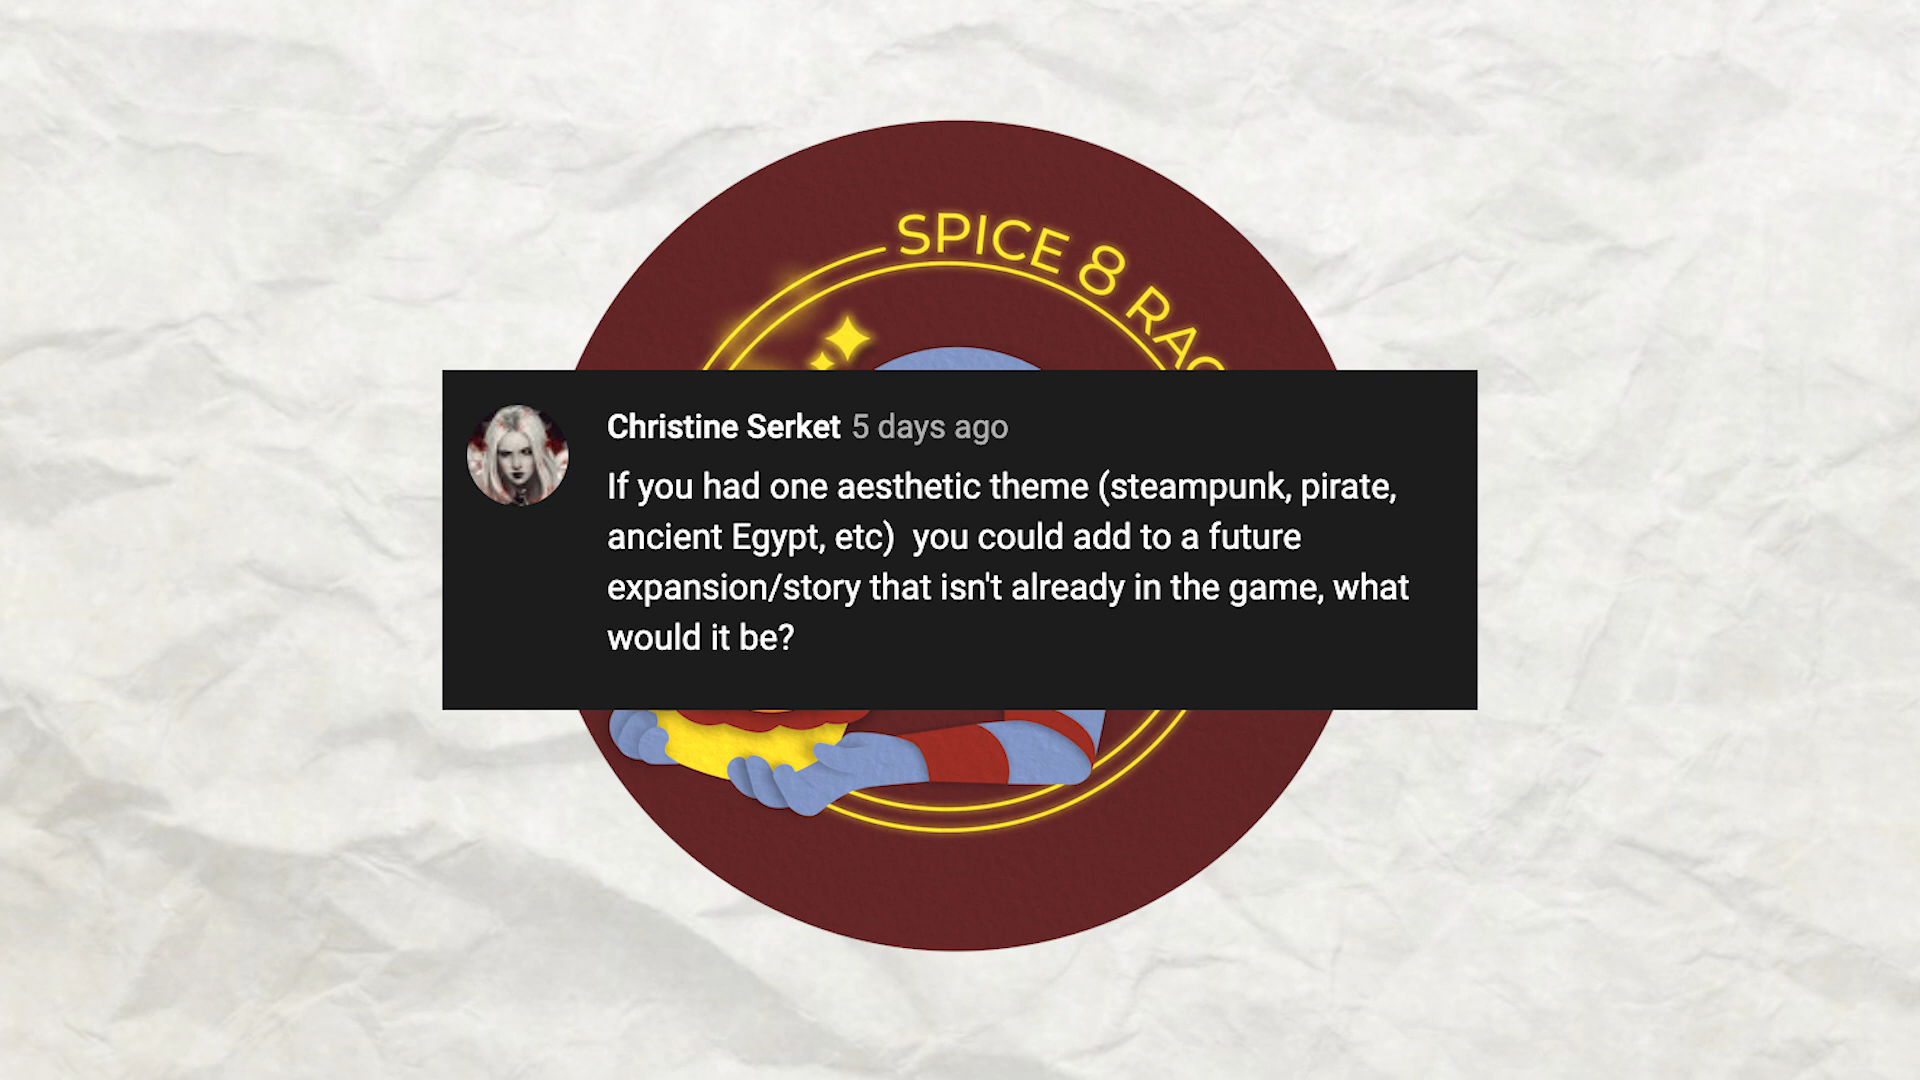 SPICE 8 RAC
Christine Serket 5 days ago
If you had one aesthetic theme (steampunk, pirate,
ancient Egypt, etc)  you could add to a future
expansion/story that isn't already in the game, what
would it be?